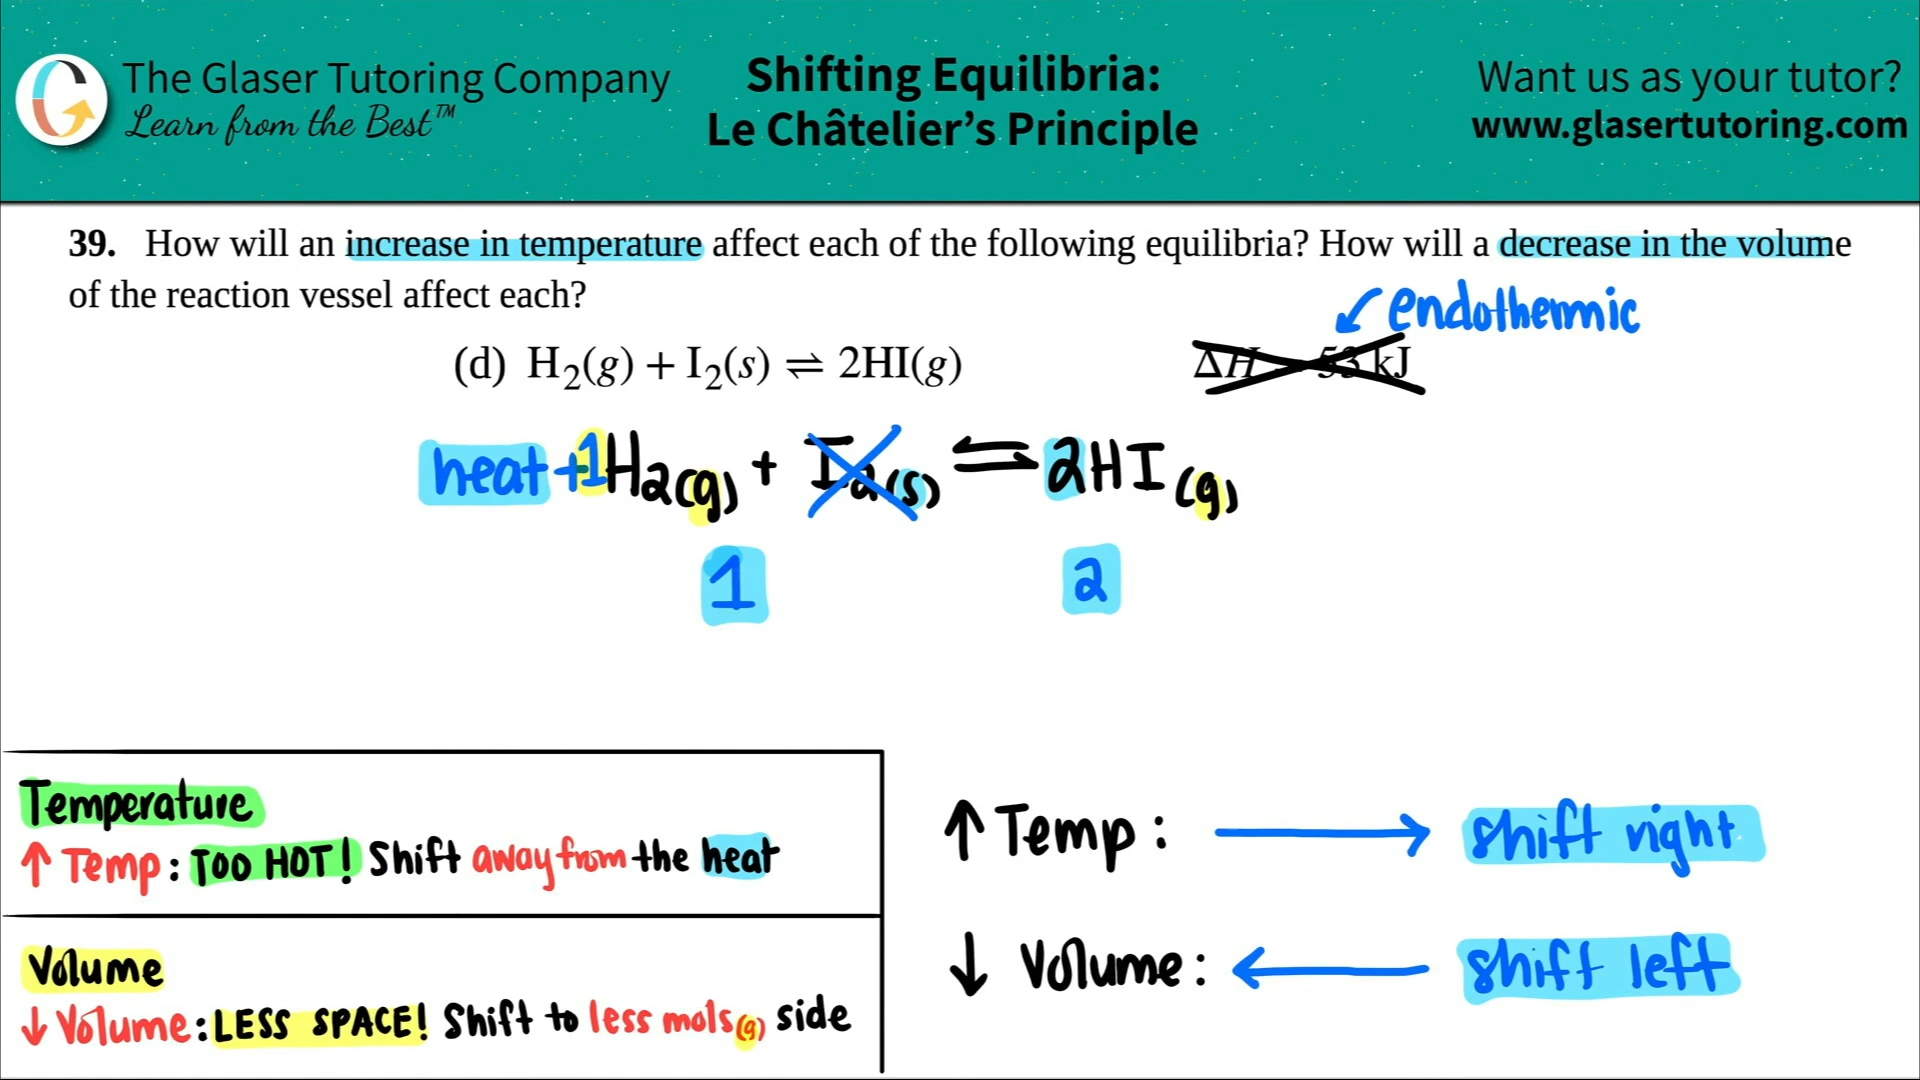 The Glaser Tutoring Company
Learn from the Best™
Shifting Equilibria:
Le Châtelier’s Principle
Want us as your tutor?
www.glasertutoring.com
39. How will an increase in temperature affect each of the following equilibria? How will a decrease in the volume
of the reaction vessel affect each?
endothermic
(d) H₂(g) + I₂(s) ⇌ 2HI(g) ΔH = 53 kJ
heat + 1H₂(g) + I₂(s) ⇌ 2HI(g)
1 2
Temperature
↑ Temp: TOO HOT! Shift away from the heat
Volume
↓ Volume: LESS SPACE! Shift to less mols(g) side
↑ Temp: → shift right
↓ Volume: ← shift left